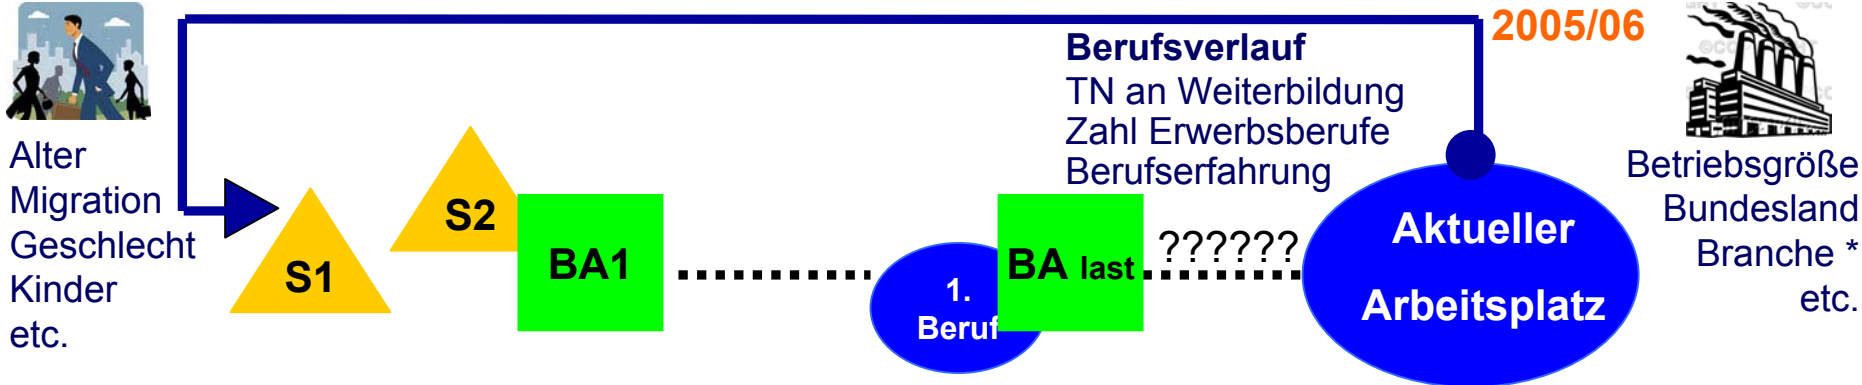 2005/06
Berufsverlauf
TN an Weiterbildung
Zahl Erwerbsberufe
Berufserfahrung
Alter
Migration
Geschlecht
Kinder
etc.
S1
S2
BA1
1.
Beruf
BA last
??????
Aktueller
Arbeitsplatz
Betriebsgröße
Bundesland
Branche *
etc.